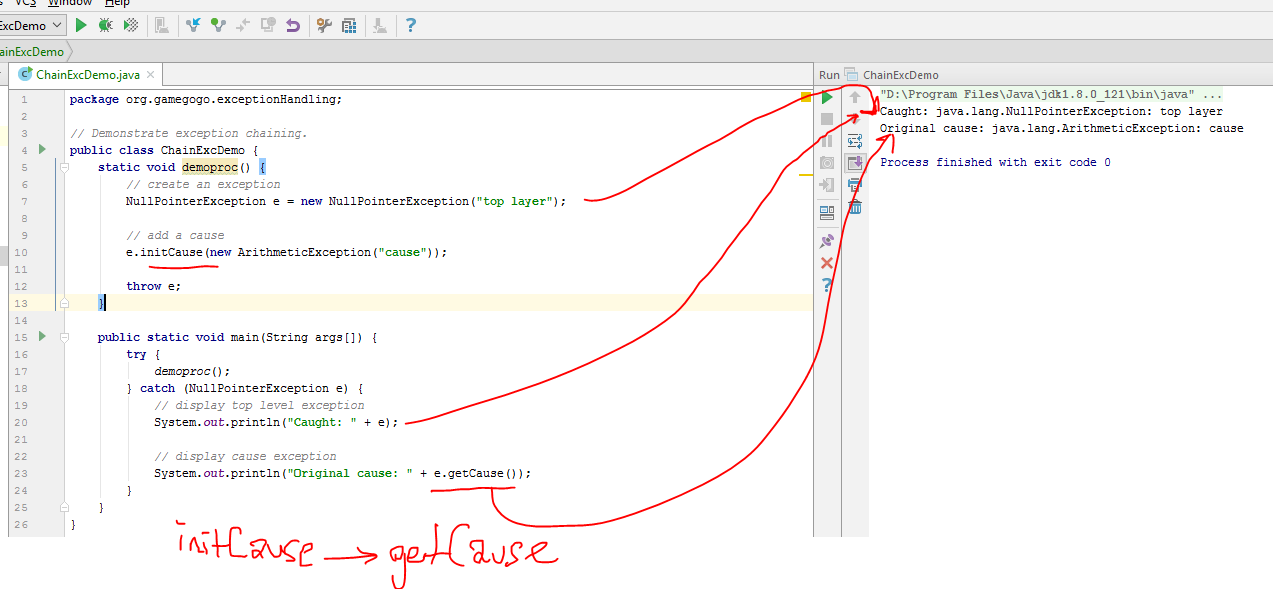 VCS Window Help
ExcDemo
ainExcDemo
ChainExcDemo.java
Run ChainExcDemo
1 package org.gamegogo.exceptionHandling;
2
3 // Demonstrate exception chaining.
4 public class ChainExcDemo {
5 static void demoproc() {
6 // create an exception
7 NullPointerException e = new NullPointerException("top layer");
8
9 // add a cause
10 e.initCause(new ArithmeticException("cause"));
11
12 throw e;
13 }
14
15 public static void main(String args[]) {
16 try {
17 demoproc();
18 } catch (NullPointerException e) {
19 // display top level exception
20 System.out.println("Caught: " + e);
21
22 // display cause exception
23 System.out.println("Original cause: " + e.getCause());
24 }
25 }
26 }
"D:\Program Files\Java\jdk1.8.0_121\bin\java" ...
Caught: java.lang.NullPointerException: top layer
Original cause: java.lang.ArithmeticException: cause
Process finished with exit code 0
initCause → getCause